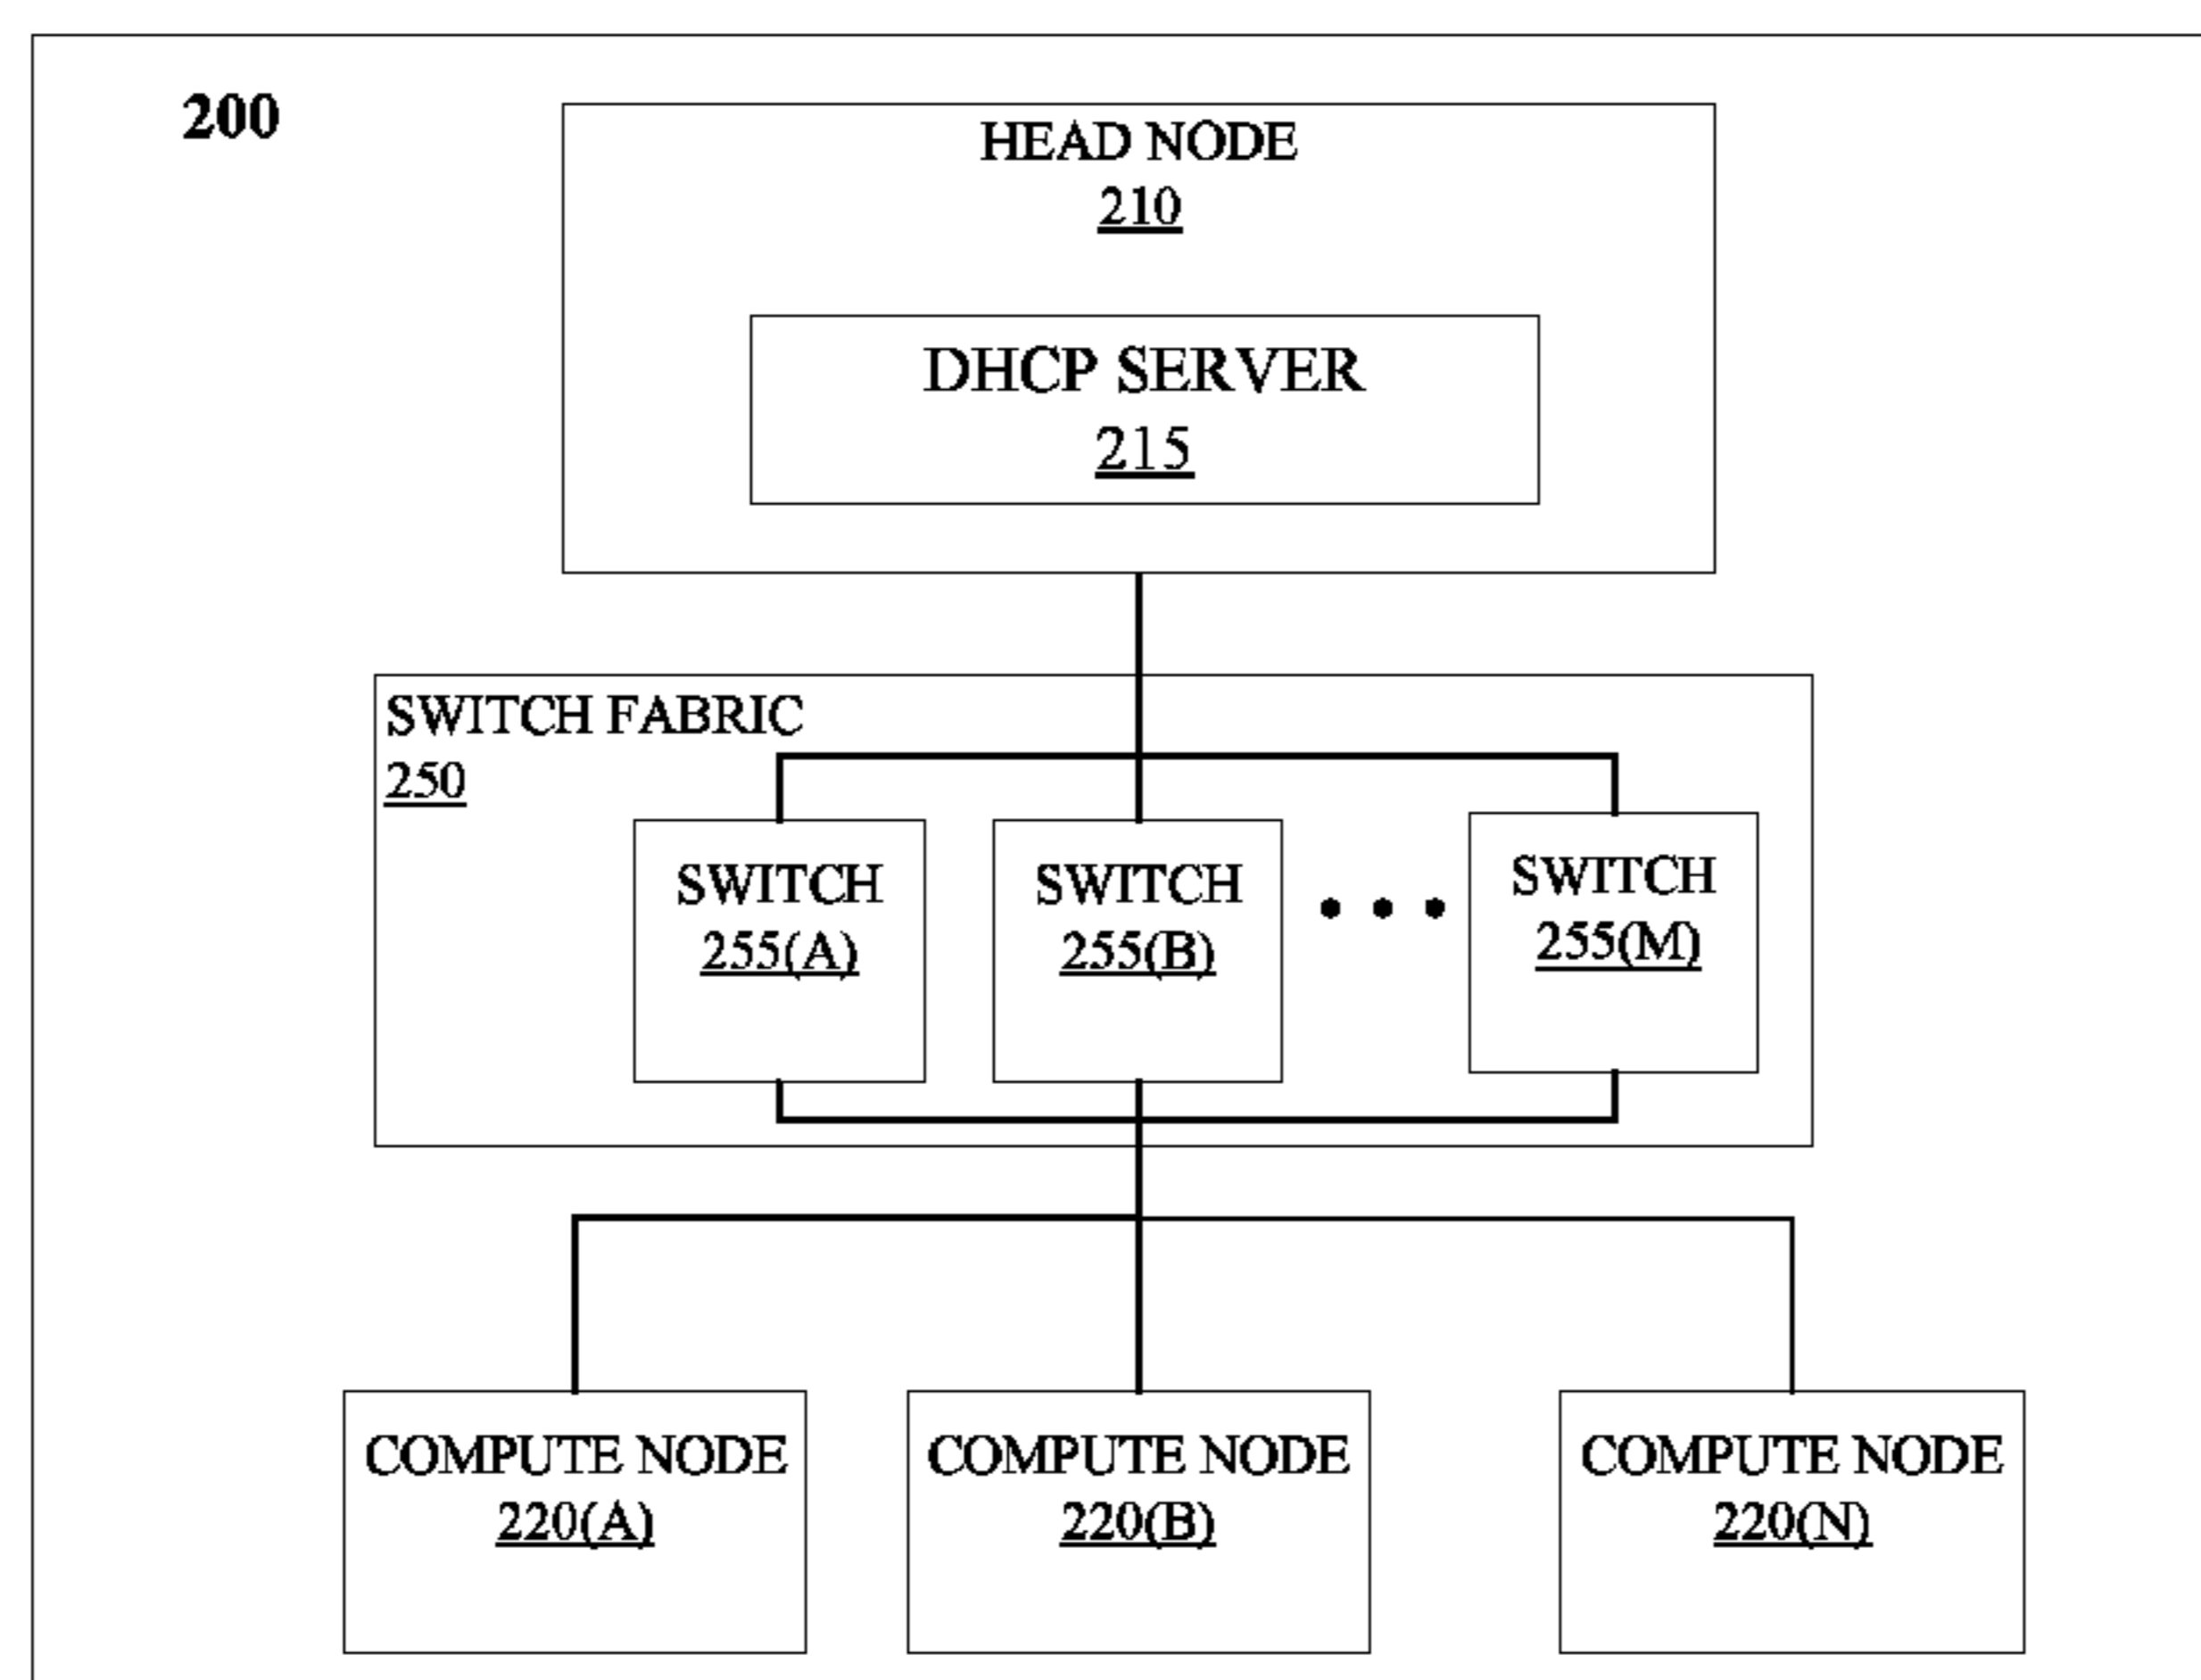 200
HEAD NODE
210
DHCP SERVER
215
SWITCH FABRIC
250
SWITCH
255(A)
SWITCH
255(B)
SWITCH
255(M)
COMPUTE NODE
220(A)
COMPUTE NODE
220(B)
COMPUTE NODE
220(N)